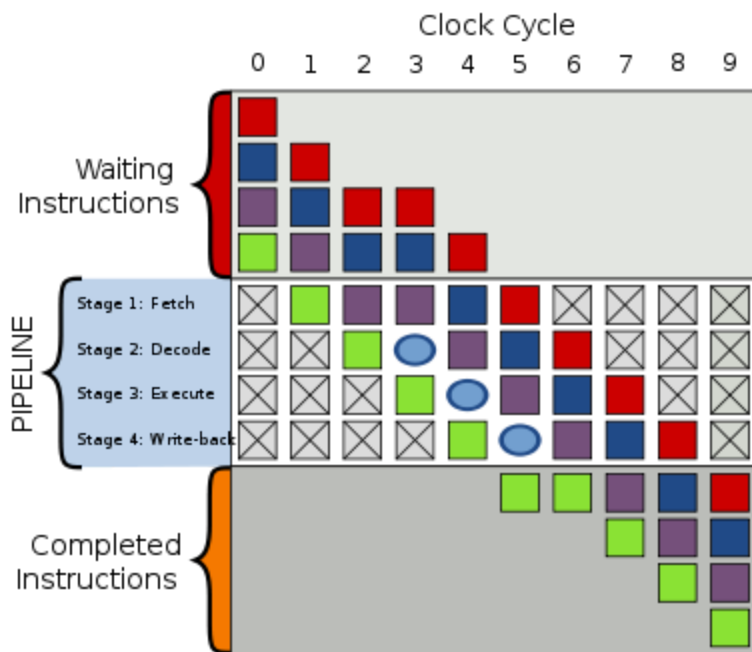 Clock Cycle
0 1 2 3 4 5 6 7 8 9
Waiting
Instructions
PIPELINE
Stage 1: Fetch
Stage 2: Decode
Stage 3: Execute
Stage 4: Write-back
Completed
Instructions